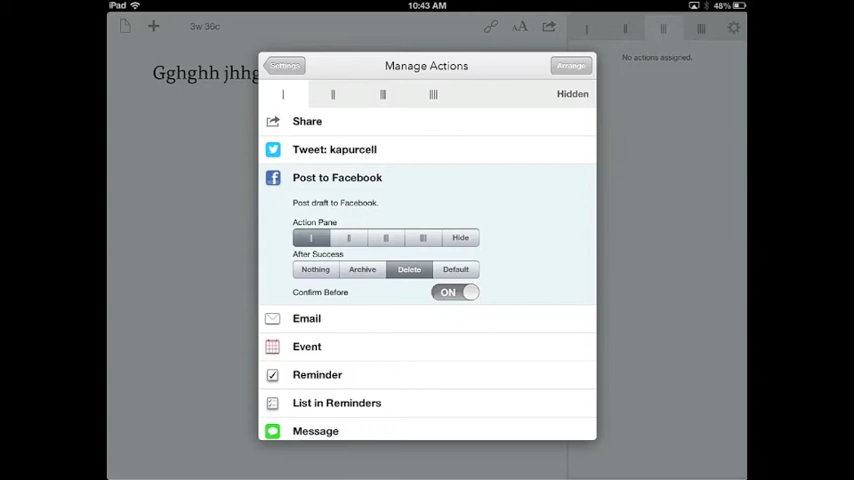 iPad 10:43 AM 48%
3w 36c
Gghghh jhhg
No actions assigned.
Settings Manage Actions Arrange
Hidden
Share
Tweet: kapurcell
Post to Facebook
Post draft to Facebook.
Action Pane
Hide
After Success
Nothing Archive Delete Default
Confirm Before ON
Email
Event
Reminder
List in Reminders
Message